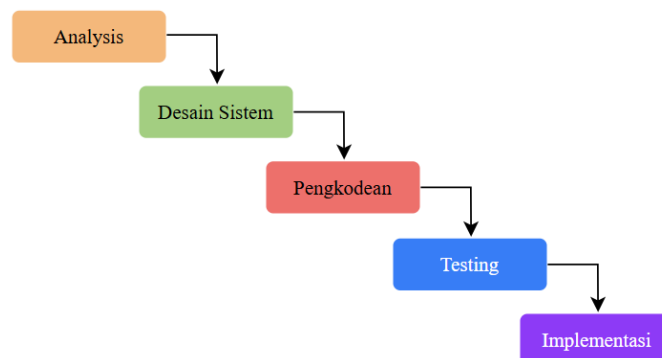 Analysis
Desain Sistem
Pengkodean
Testing
Implementasi